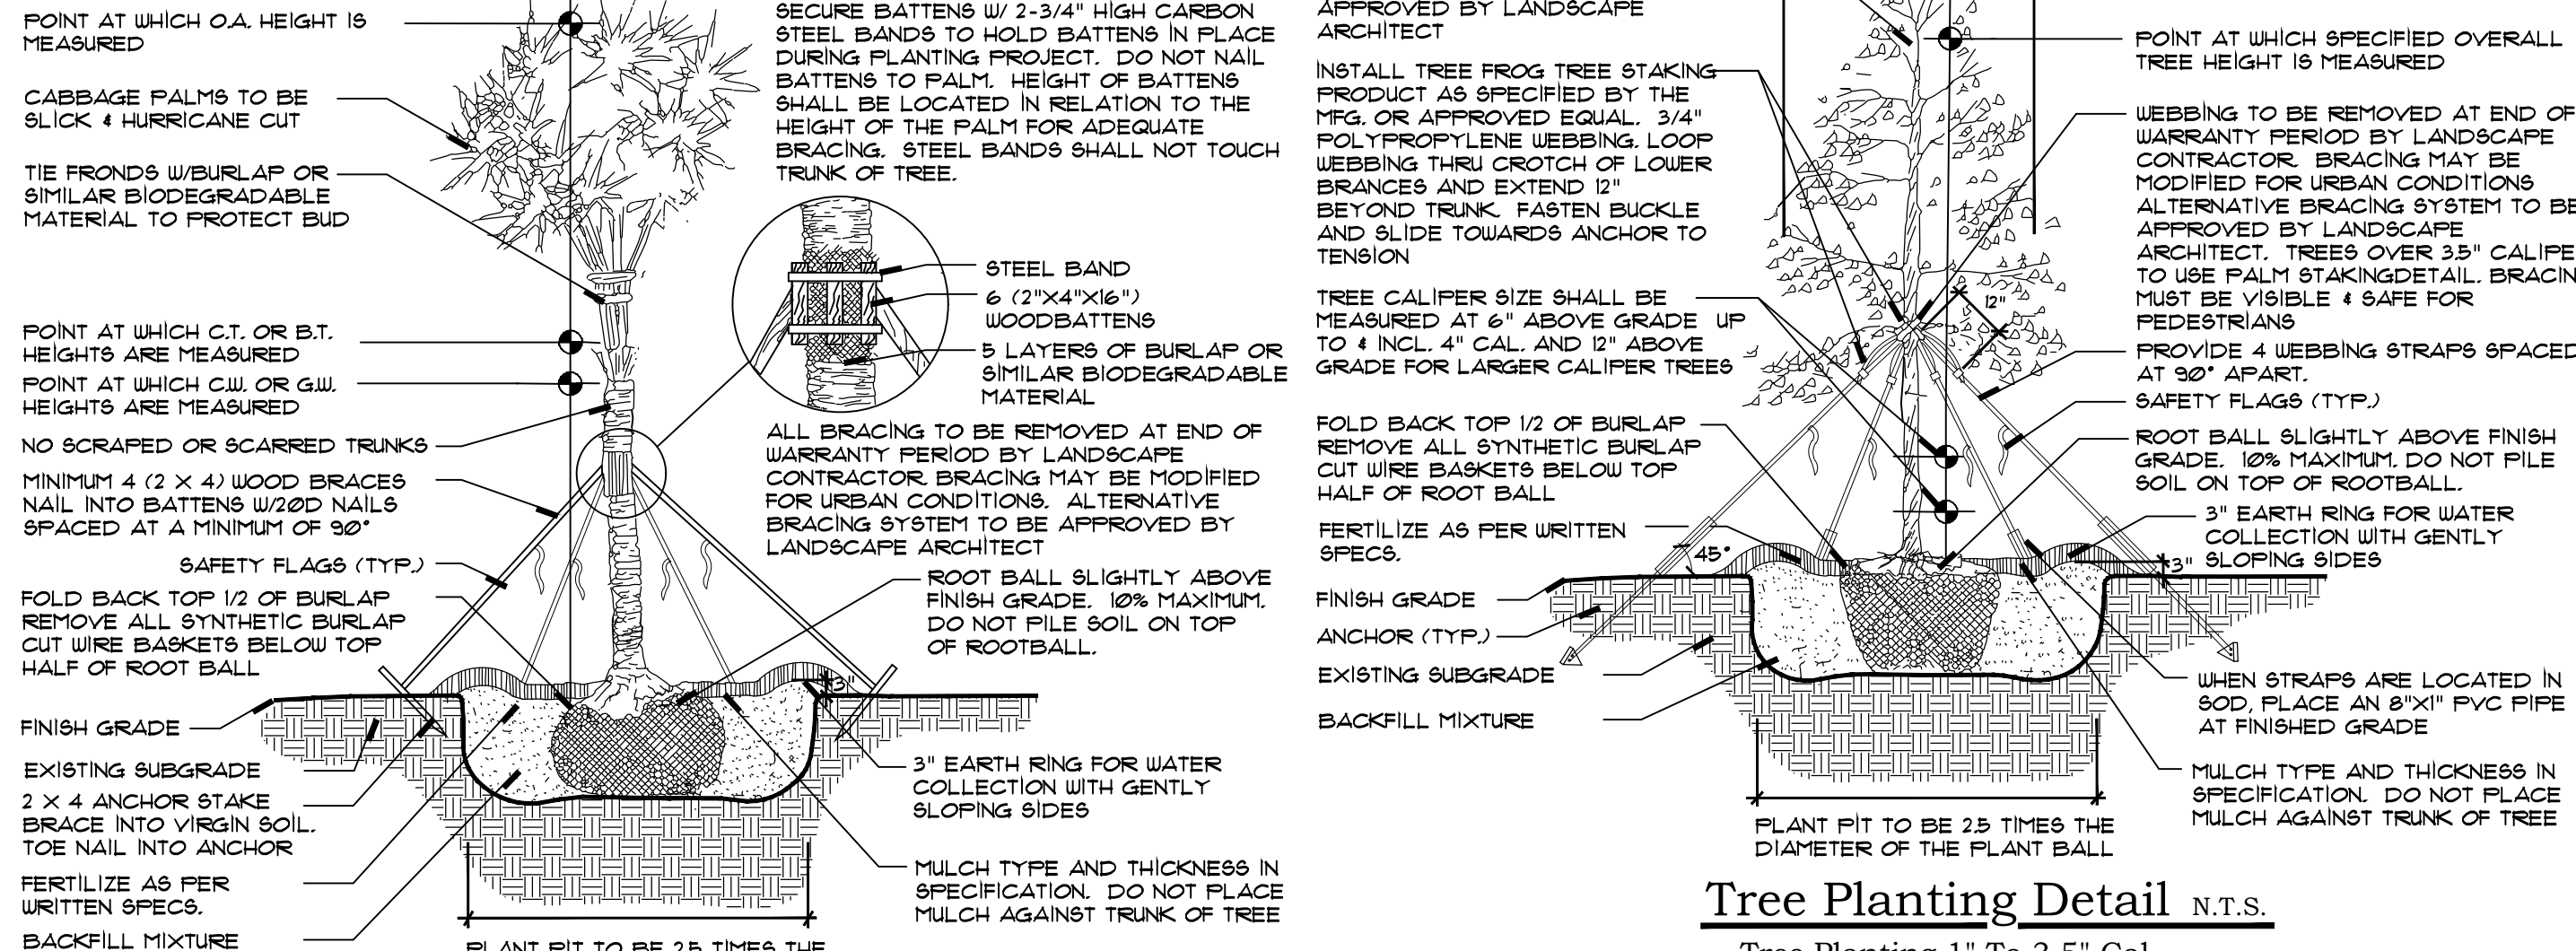 POINT AT WHICH O.A. HEIGHT IS
MEASURED
CABBAGE PALMS TO BE
SLICK & HURRICANE CUT
TIE FRONDS W/BURLAP OR
SIMILAR BIODEGRADABLE
MATERIAL TO PROTECT BUD
POINT AT WHICH C.T. OR B.T.
HEIGHTS ARE MEASURED
POINT AT WHICH C.W. OR G.W.
HEIGHTS ARE MEASURED
NO SCRAPED OR SCARRED TRUNKS
MINIMUM 4 (2 X 4) WOOD BRACES
NAIL INTO BATTENS W/20D NAILS
SPACED AT A MINIMUM OF 90°
SAFETY FLAGS (TYP.)
FOLD BACK TOP 1/2 OF BURLAP
REMOVE ALL SYNTHETIC BURLAP
CUT WIRE BASKETS BELOW TOP
HALF OF ROOT BALL
FINISH GRADE
EXISTING SUBGRADE
2 X 4 ANCHOR STAKE
BRACE INTO VIRGIN SOIL.
TOE NAIL INTO ANCHOR
FERTILIZE AS PER
WRITTEN SPECS.
BACKFILL MIXTURE
SECURE BATTENS W/ 2-3/4" HIGH CARBON
STEEL BANDS TO HOLD BATTENS IN PLACE
DURING PLANTING PROJECT. DO NOT NAIL
BATTENS TO PALM. HEIGHT OF BATTENS
SHALL BE LOCATED IN RELATION TO THE
HEIGHT OF THE PALM FOR ADEQUATE
BRACING. STEEL BANDS SHALL NOT TOUCH
TRUNK OF TREE.
STEEL BAND
6 (2"X4"X16")
WOODBATTENS
5 LAYERS OF BURLAP OR
SIMILAR BIODEGRADABLE
MATERIAL
ALL BRACING TO BE REMOVED AT END OF
WARRANTY PERIOD BY LANDSCAPE
CONTRACTOR. BRACING MAY BE MODIFIED
FOR URBAN CONDITIONS. ALTERNATIVE
BRACING SYSTEM TO BE APPROVED BY
LANDSCAPE ARCHITECT
ROOT BALL SLIGHTLY ABOVE
FINISH GRADE. 10% MAXIMUM.
DO NOT PILE SOIL ON TOP
OF ROOTBALL.
3"
3" EARTH RING FOR WATER
COLLECTION WITH GENTLY
SLOPING SIDES
MULCH TYPE AND THICKNESS IN
SPECIFICATION. DO NOT PLACE
MULCH AGAINST TRUNK OF TREE
PLANT PIT TO BE 2.5 TIMES THE
APPROVED BY LANDSCAPE
ARCHITECT
INSTALL TREE FROG TREE STAKING
PRODUCT AS SPECIFIED BY THE
MFG. OR APPROVED EQUAL. 3/4"
POLYPROPYLENE WEBBING. LOOP
WEBBING THRU CROTCH OF LOWER
BRANCES AND EXTEND 12"
BEYOND TRUNK. FASTEN BUCKLE
AND SLIDE TOWARDS ANCHOR TO
TENSION
TREE CALIPER SIZE SHALL BE
MEASURED AT 6" ABOVE GRADE UP
TO & INCL. 4" CAL. AND 12" ABOVE
GRADE FOR LARGER CALIPER TREES
FOLD BACK TOP 1/2 OF BURLAP
REMOVE ALL SYNTHETIC BURLAP
CUT WIRE BASKETS BELOW TOP
HALF OF ROOT BALL
FERTILIZE AS PER WRITTEN
SPECS.
45°
FINISH GRADE
ANCHOR (TYP.)
EXISTING SUBGRADE
BACKFILL MIXTURE
12"
POINT AT WHICH SPECIFIED OVERALL
TREE HEIGHT IS MEASURED
WEBBING TO BE REMOVED AT END OF
WARRANTY PERIOD BY LANDSCAPE
CONTRACTOR. BRACING MAY BE
MODIFIED FOR URBAN CONDITIONS
ALTERNATIVE BRACING SYSTEM TO BE
APPROVED BY LANDSCAPE
ARCHITECT. TREES OVER 3.5" CALIPE
TO USE PALM STAKINGDETAIL. BRACIN
MUST BE VISIBLE & SAFE FOR
PEDESTRIANS
PROVIDE 4 WEBBING STRAPS SPACED
AT 90° APART.
SAFETY FLAGS (TYP.)
ROOT BALL SLIGHTLY ABOVE FINISH
GRADE. 10% MAXIMUM. DO NOT PILE
SOIL ON TOP OF ROOTBALL.
3" EARTH RING FOR WATER
COLLECTION WITH GENTLY
SLOPING SIDES
3"
WHEN STRAPS ARE LOCATED IN
SOD, PLACE AN 8"X1" PVC PIPE
AT FINISHED GRADE
MULCH TYPE AND THICKNESS IN
SPECIFICATION. DO NOT PLACE
MULCH AGAINST TRUNK OF TREE
PLANT PIT TO BE 2.5 TIMES THE
DIAMETER OF THE PLANT BALL
Tree Planting Detail N.T.S.
Tree Planting 1" To 3.5" Cal